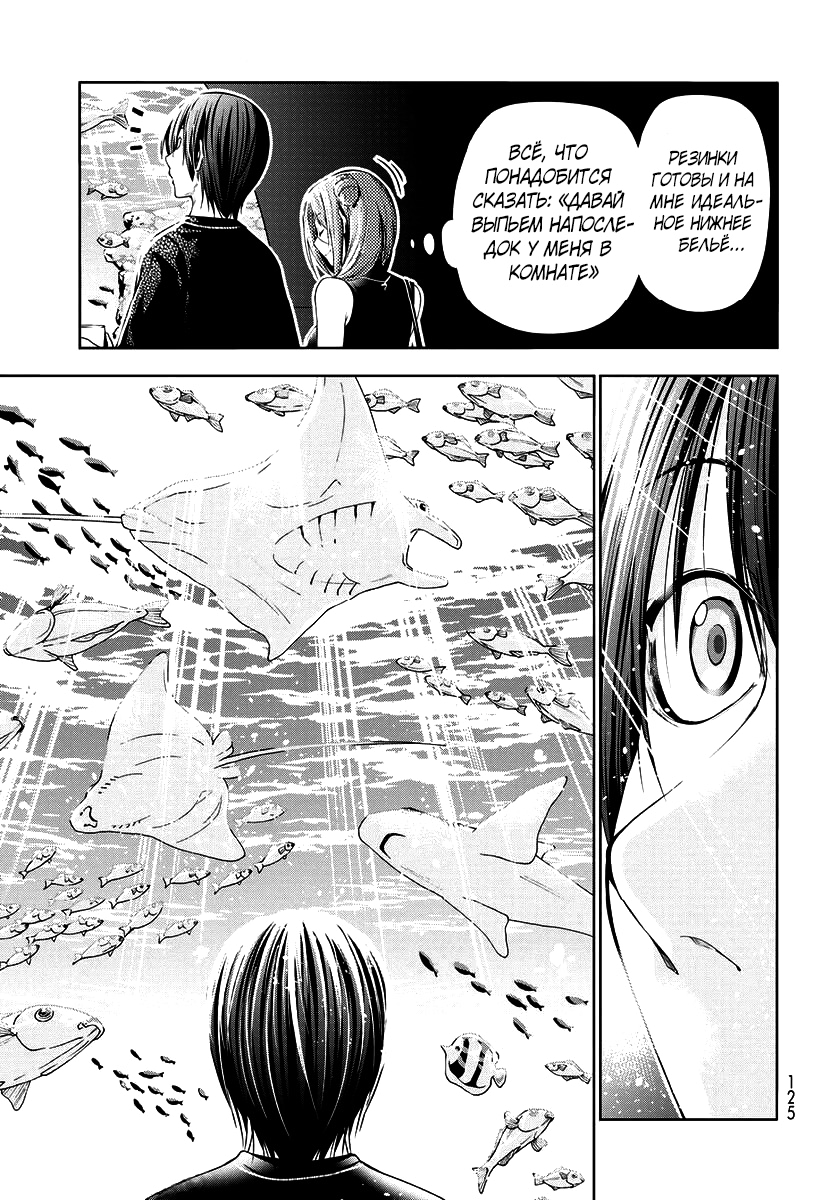 РЕЗИНКИ
ГОТОВЫ И НА
МНЕ ИДЕАЛЬ-
НОЕ НИЖНЕЕ
БЕЛЬЁ...
ВСЁ, ЧТО
ПОНАДОБИТСЯ
СКАЗАТЬ: «ДАВАЙ
ВЫПЬЕМ НАПОСЛЕ-
ДОК У МЕНЯ В
КОМНАТЕ»
125